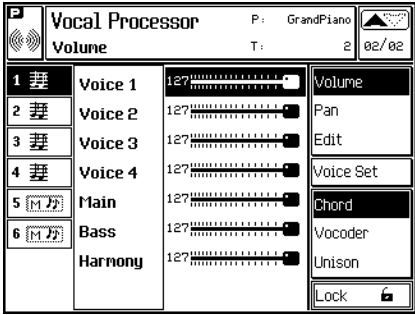 P Vocal Processor P: GrandPiano
Volume T: 2 02/02
1 Voice 1 127 Volume
2 Voice 2 127 Pan
3 Voice 3 127 Edit
4 Voice 4 127 Voice Set
5 M Main 127 Chord
6 M Bass 127 Vocoder
Harmony 127 Unison
Lock